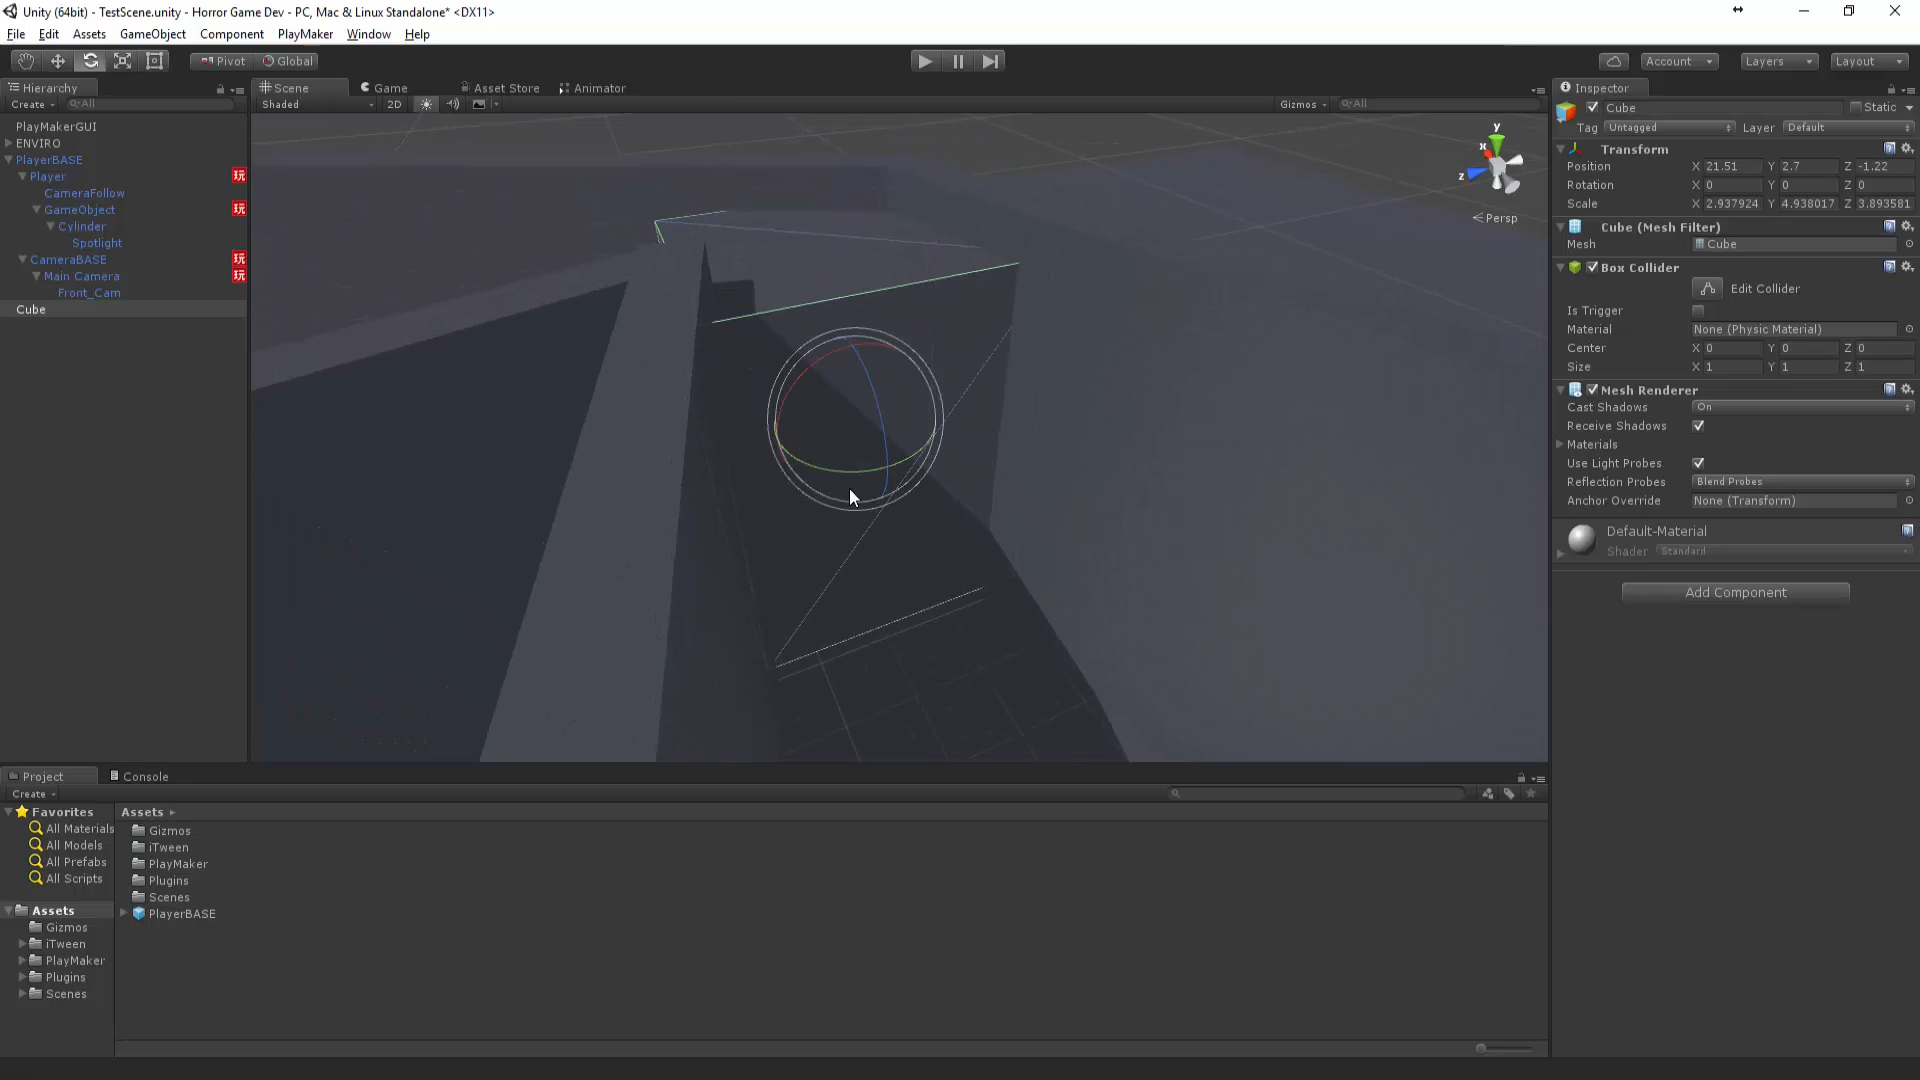 Unity (64bit) - TestScene.unity - Horror Game Dev - PC, Mac & Linux Standalone* <DX11>
File Edit Assets GameObject Component PlayMaker Window Help
Pivot Global Account Layers Layout
Hierarchy
Create All
PlayMakerGUI
ENVIRO
PlayerBASE
Player 玩
CameraFollow
GameObject 玩
Cylinder
Spotlight
CameraBASE 玩
Main Camera 玩
Front_Cam
Cube
Scene Game Asset Store Animator
Shaded 2D Gizmos All
y
x
z
Persp
Inspector
Cube Static
Tag Untagged Layer Default
Transform
Position X 21.51 Y 2.7 Z -1.22
Rotation X 0 Y 0 Z 0
Scale X 2.937924 Y 4.938017 Z 3.893581
Cube (Mesh Filter)
Mesh Cube
Box Collider
Edit Collider
Is Trigger
Material None (Physic Material)
Center X 0 Y 0 Z 0
Size X 1 Y 1 Z 1
Mesh Renderer
Cast Shadows On
Receive Shadows
Materials
Use Light Probes
Reflection Probes Blend Probes
Anchor Override None (Transform)
Default-Material
Shader Standard
Add Component
Project Console
Create
Favorites
All Materials
All Models
All Prefabs
All Scripts
Assets
Gizmos
iTween
PlayMaker
Plugins
Scenes
Assets
Gizmos
iTween
PlayMaker
Plugins
Scenes
PlayerBASE